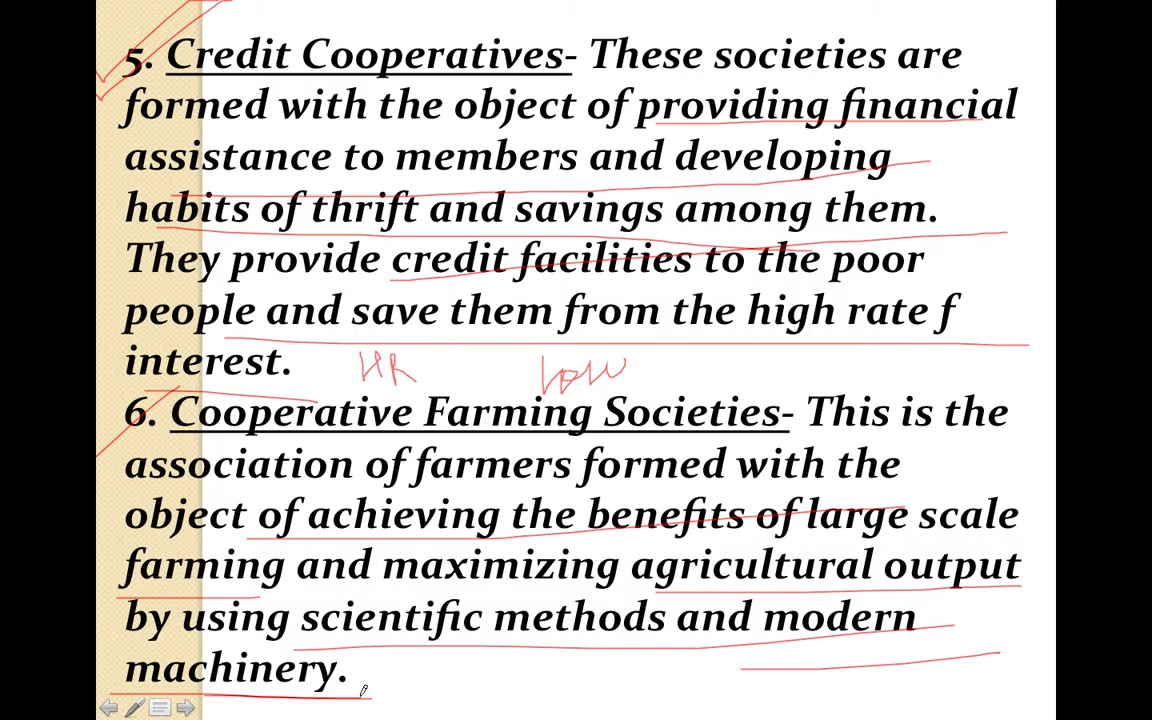 5. Credit Cooperatives- These societies are
formed with the object of providing financial
assistance to members and developing
habits of thrift and savings among them.
They provide credit facilities to the poor
people and save them from the high rate f
interest.
HR Low
6. Cooperative Farming Societies- This is the
association of farmers formed with the
object of achieving the benefits of large scale
farming and maximizing agricultural output
by using scientific methods and modern
machinery.